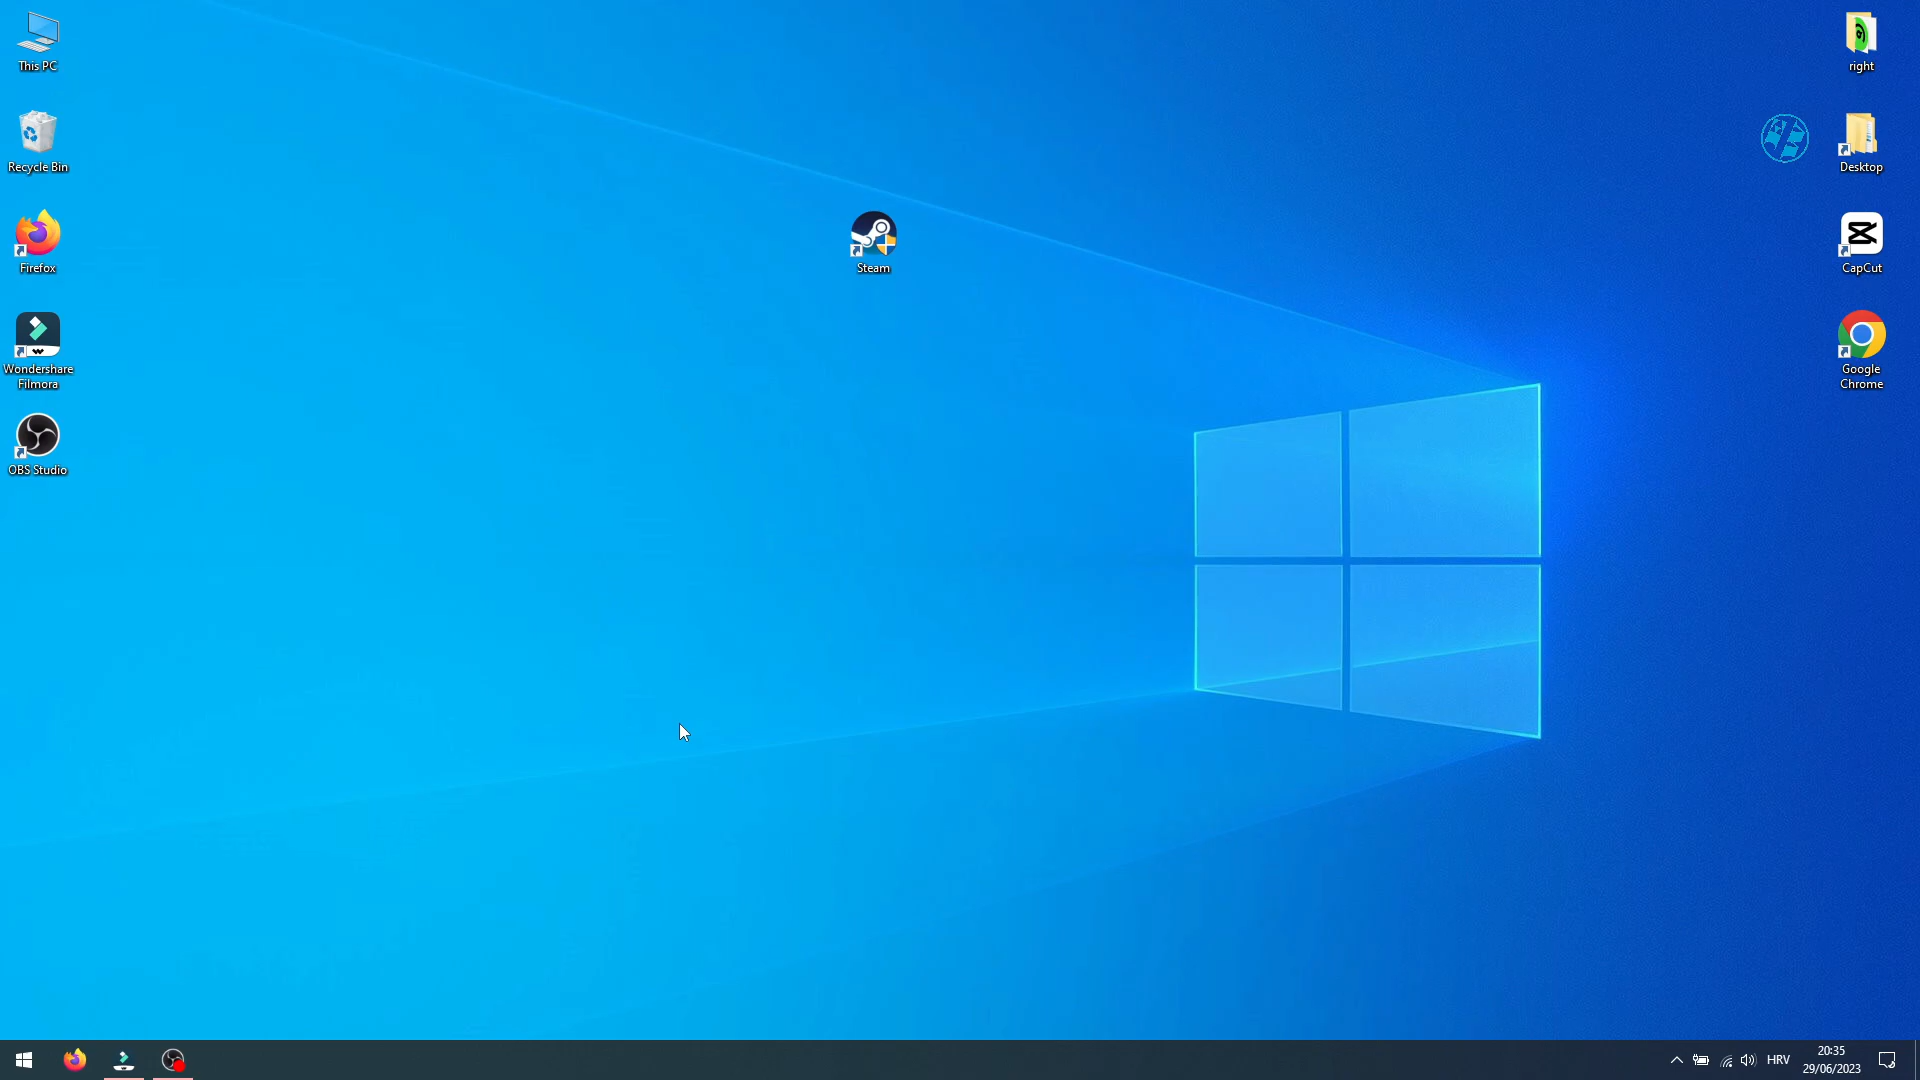 This PC
Recycle Bin
Firefox
Wondershare
Filmora
OBS Studio
Steam
right
Desktop
CapCut
Google
Chrome
HRV
20:35
29/06/2023